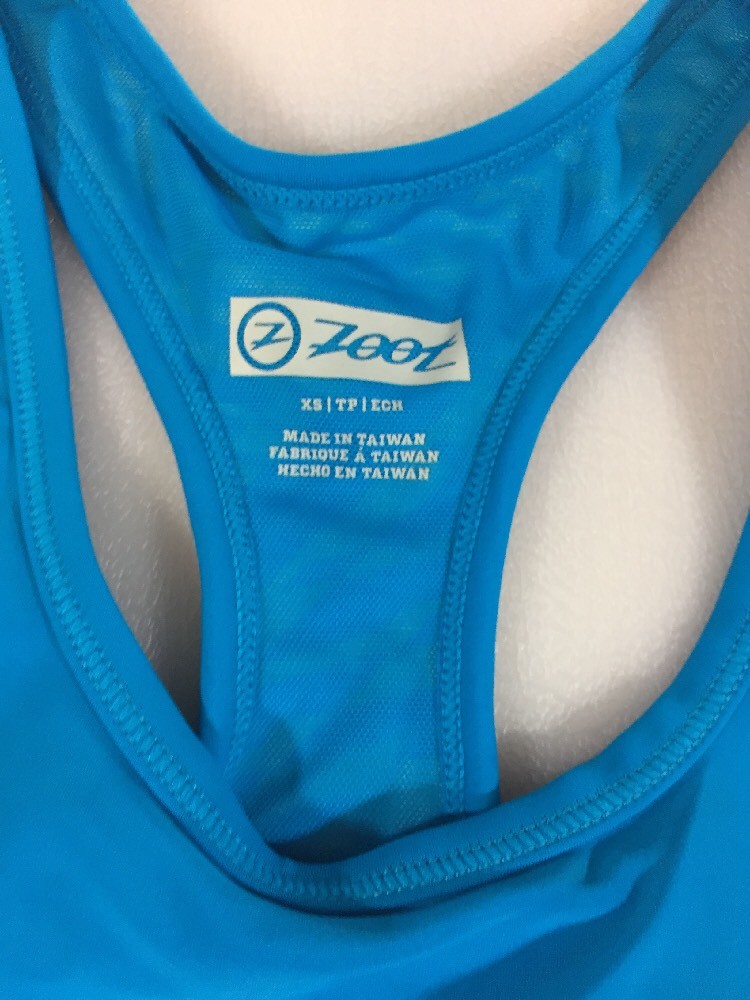 Z ZOOT
XS | TP | ECH
MADE IN TAIWAN
FABRIQUE Á TAIWAN
HECHO EN TAIWAN